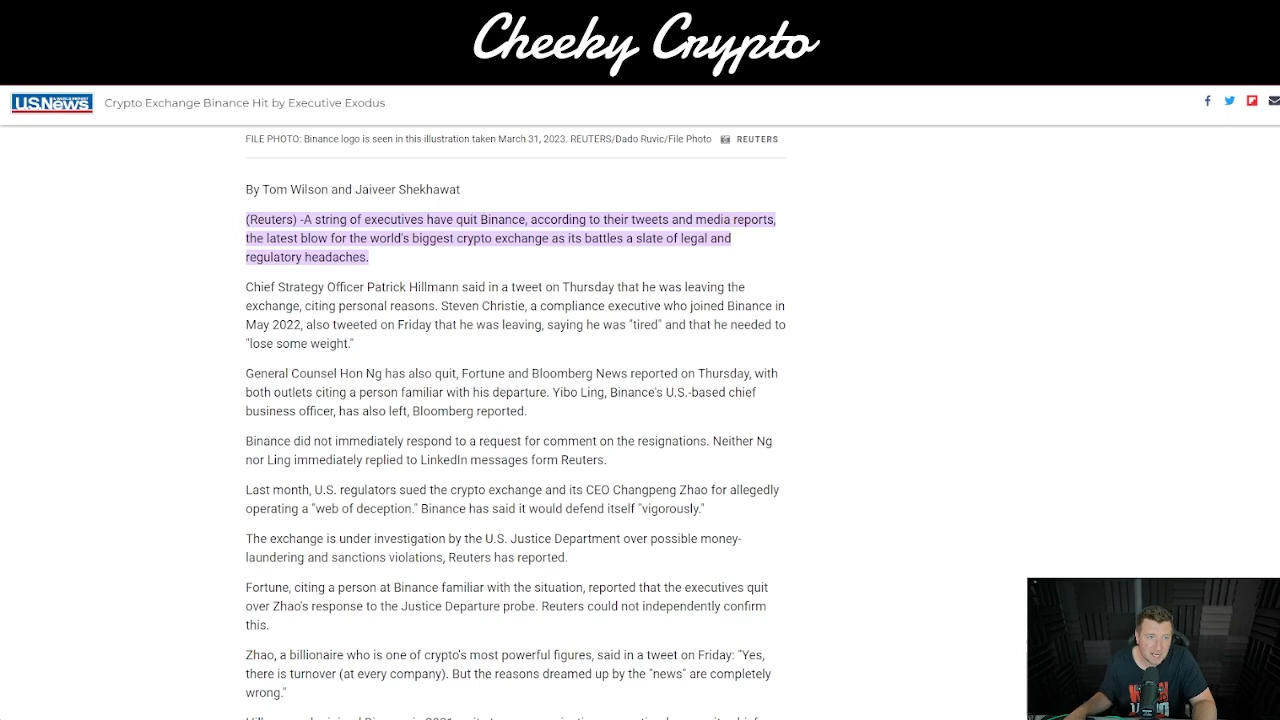 Cheeky Crypto
U.S.News
Crypto Exchange Binance Hit by Executive Exodus
FILE PHOTO: Binance logo is seen in this illustration taken March 31, 2023. REUTERS/Dado Ruvic/File Photo REUTERS
By Tom Wilson and Jaiveer Shekhawat
(Reuters) -A string of executives have quit Binance, according to their tweets and media reports,
the latest blow for the world's biggest crypto exchange as its battles a slate of legal and
regulatory headaches.
Chief Strategy Officer Patrick Hillmann said in a tweet on Thursday that he was leaving the
exchange, citing personal reasons. Steven Christie, a compliance executive who joined Binance in
May 2022, also tweeted on Friday that he was leaving, saying he was "tired" and that he needed to
"lose some weight."
General Counsel Hon Ng has also quit, Fortune and Bloomberg News reported on Thursday, with
both outlets citing a person familiar with his departure. Yibo Ling, Binance's U.S.-based chief
business officer, has also left, Bloomberg reported.
Binance did not immediately respond to a request for comment on the resignations. Neither Ng
nor Ling immediately replied to LinkedIn messages form Reuters.
Last month, U.S. regulators sued the crypto exchange and its CEO Changpeng Zhao for allegedly
operating a "web of deception." Binance has said it would defend itself "vigorously."
The exchange is under investigation by the U.S. Justice Department over possible money-
laundering and sanctions violations, Reuters has reported.
Fortune, citing a person at Binance familiar with the situation, reported that the executives quit
over Zhao's response to the Justice Departure probe. Reuters could not independently confirm
this.
Zhao, a billionaire who is one of crypto's most powerful figures, said in a tweet on Friday: "Yes,
there is turnover (at every company). But the reasons dreamed up by the "news" are completely
wrong."